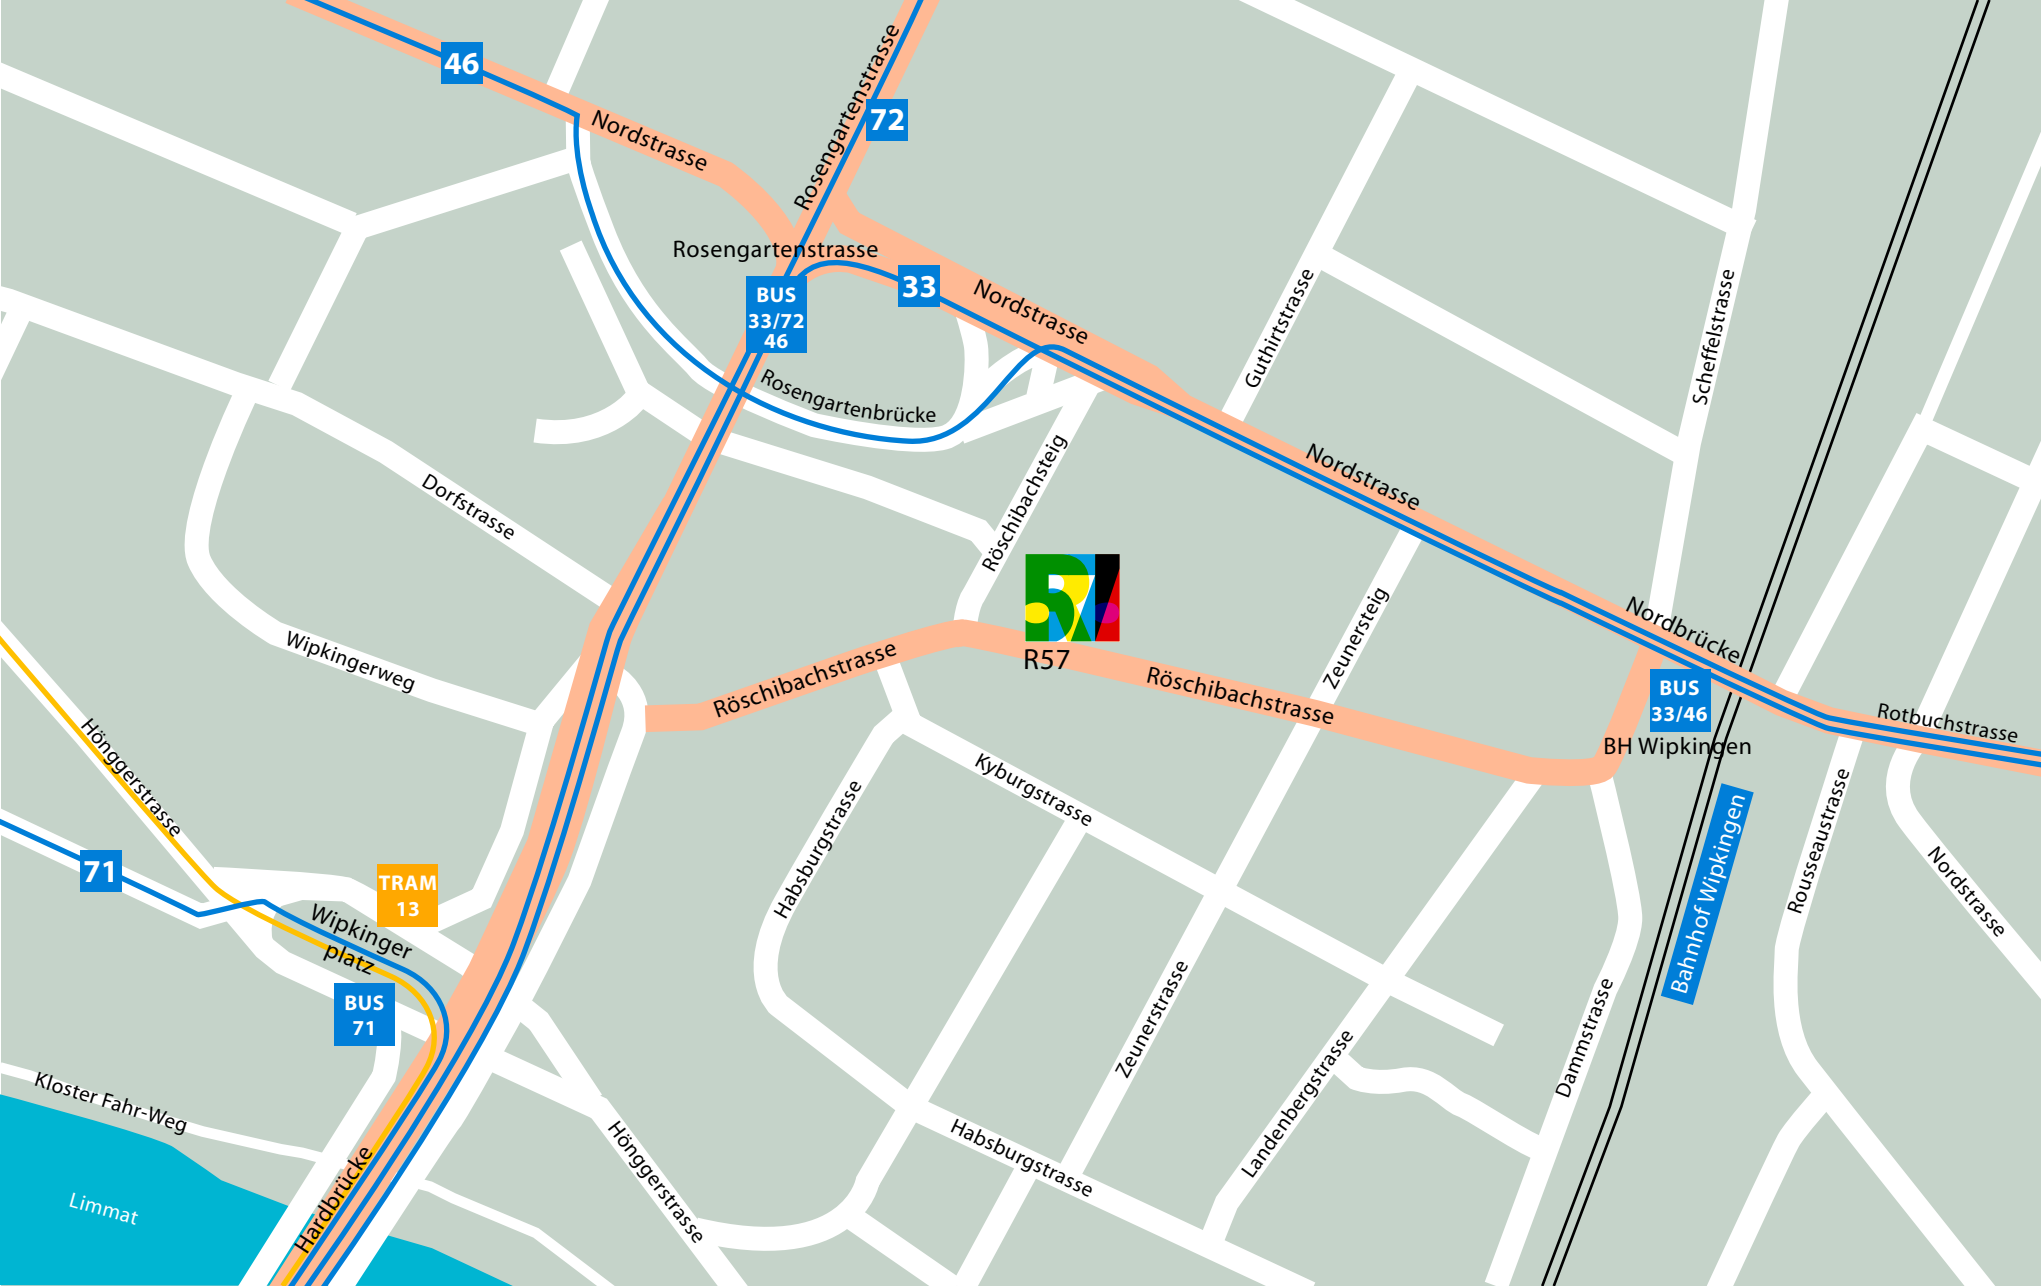 46
Nordstrasse
Rosengartenstrasse
72
Rosengartenstrasse
33
BUS
33/72
46
Nordstrasse
Rosengartenbrücke
Guthirtstrasse
Scheffelstrasse
Dorfstrasse
Röschibachsteig
Nordstrasse
57
R57
Zeunersteig
Nordbrücke
Wipkingerweg
Röschibachstrasse
Röschibachstrasse
BUS
33/46
BH Wipkingen
Rotbuchstrasse
Hönggerstrasse
Kyburgstrasse
Habsburgstrasse
Bahnhof Wipkingen
Rousseaustrasse
Nordstrasse
71
TRAM
13
Wipkinger
platz
BUS
71
Zeunerstrasse
Landenbergstrasse
Dammstrasse
Kloster Fahr-Weg
Hardbrücke
Hönggerstrasse
Habsburgstrasse
Limmat